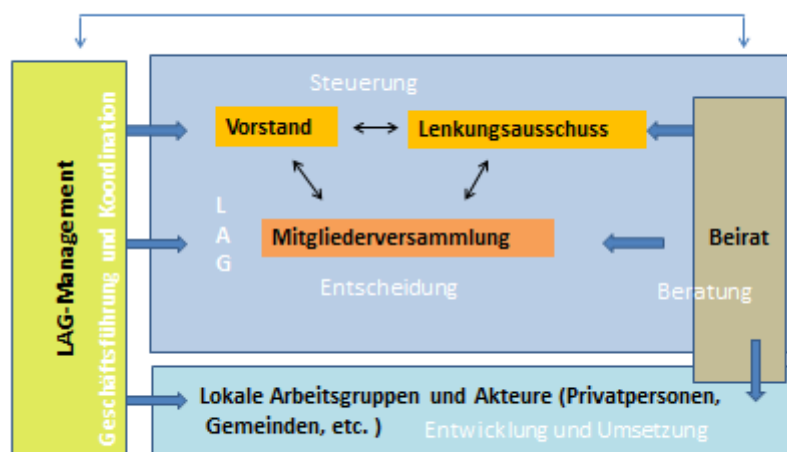 LAG-Management
Geschäftsführung und Koordination
Steuerung
Vorstand
Lenkungsausschuss
L
A
G
Mitgliederversammlung
Entscheidung
Beirat
Beratung
Lokale Arbeitsgruppen und Akteure (Privatpersonen,
Gemeinden, etc. )
Entwicklung und Umsetzung